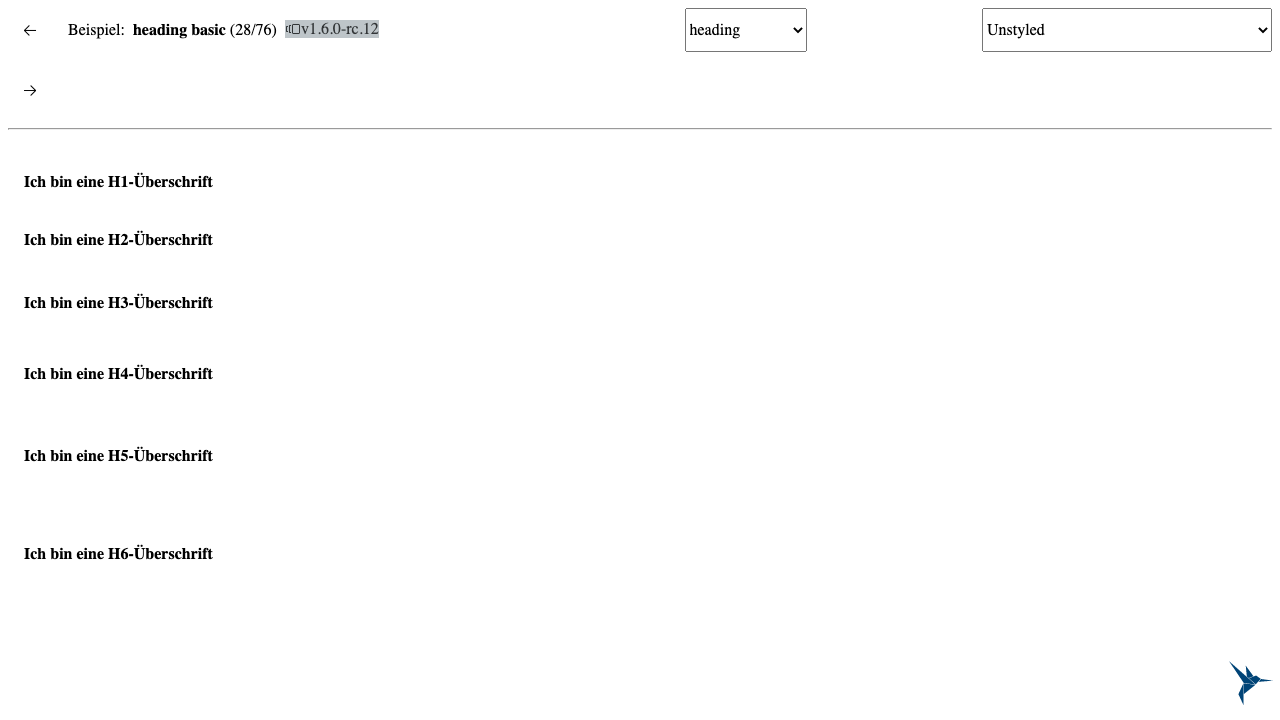 ← Beispiel: heading basic (28/76) v1.6.0-rc.12 heading Unstyled
→
Ich bin eine H1-Überschrift
Ich bin eine H2-Überschrift
Ich bin eine H3-Überschrift
Ich bin eine H4-Überschrift
Ich bin eine H5-Überschrift
Ich bin eine H6-Überschrift